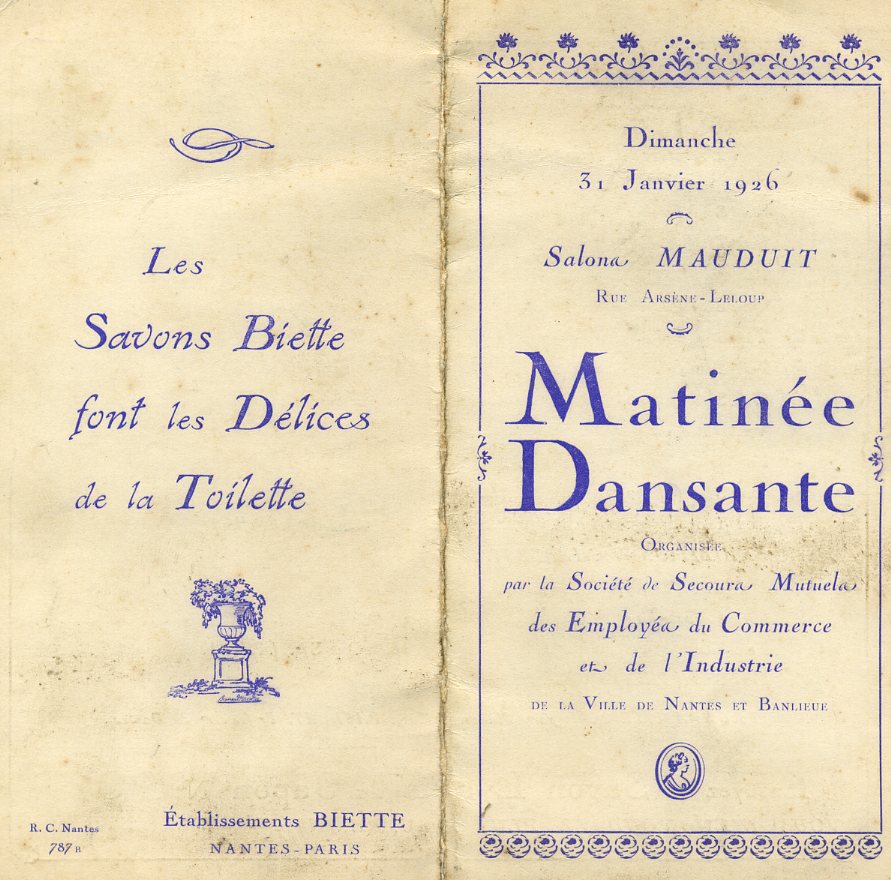 Les
Savons Biette
font les Délices
de la Toilette
R. C. Nantes
787 B
Établissements BIETTE
NANTES-PARIS
Dimanche
31 Janvier 1926
Salons MAUDUIT
Rue Arsène-Leloup
Matinée
Dansante
Organisée
par la Société de Secours Mutuels
des Employés du Commerce
et de l'Industrie
de la Ville de Nantes et Banlieue